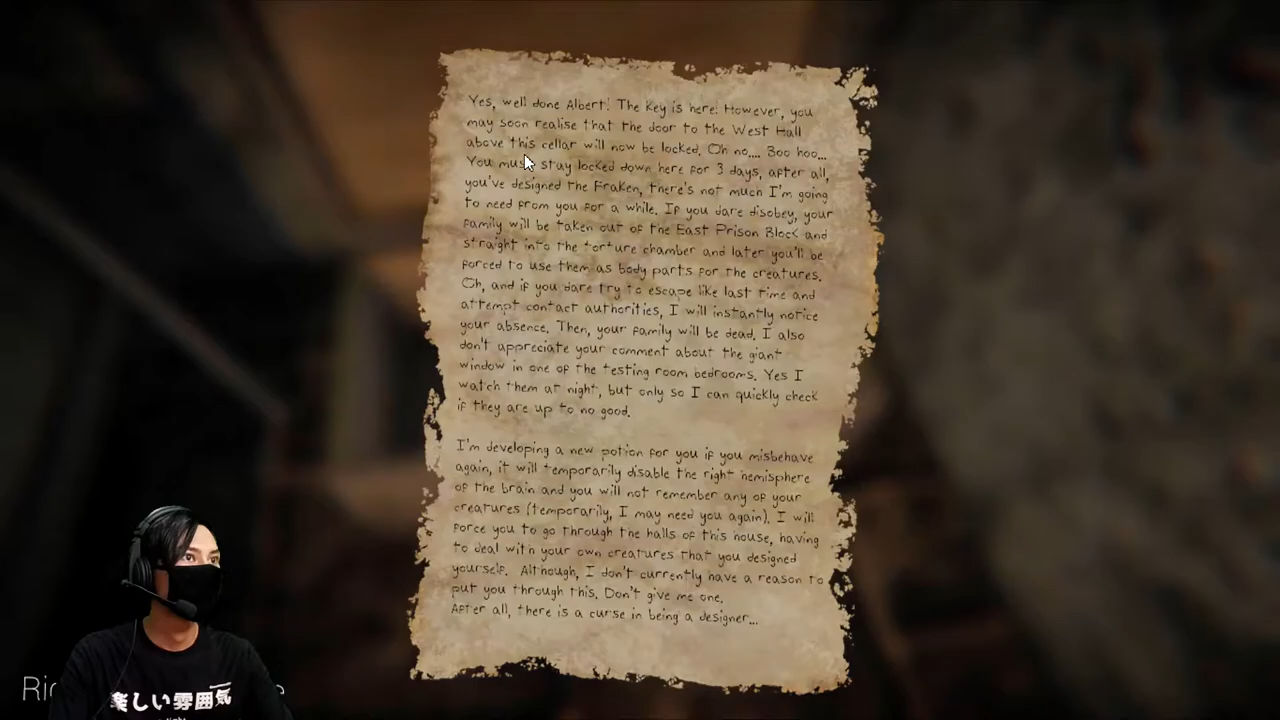 Yes, well done Albert! The key is here! However, you
may soon realise that the door to the West Hall
above this cellar will now be locked. Oh no.... Boo hoo...
You must stay locked down here for 3 days, after all,
you've designed the Fraken, there's not much I'm going
to need from you for a while. If you dare disobey, your
family will be taken out of the East Prison Block and
straight into the torture chamber and later you'll be
forced to use them as body parts for the creatures.
Oh, and if you dare try to escape like last time and
attempt contact authorities, I will instantly notice
your absence. Then, your family will be dead. I also
don't appreciate your comment about the giant
window in one of the testing room bedrooms. Yes I
watch them at night, but only so I can quickly check
if they are up to no good.
I'm developing a new potion for you if you misbehave
again, it will temporarily disable the right hemisphere
of the brain and you will not remember any of your
creatures (temporarily, I may need you again). I will
force you to go through the halls of this house, having
to deal with your own creatures that you designed
yourself. Although, I don't currently have a reason to
put you through this. Don't give me one.
After all, there is a curse in being a designer...
楽しい雰囲気